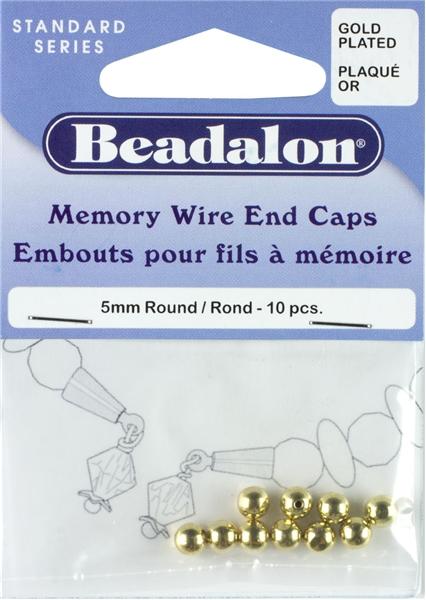 STANDARD
SERIES
GOLD
PLATED
PLAQUÉ
OR
Beadalon®
Memory Wire End Caps
Embouts pour fils à mémoire
5mm Round / Rond - 10 pcs.